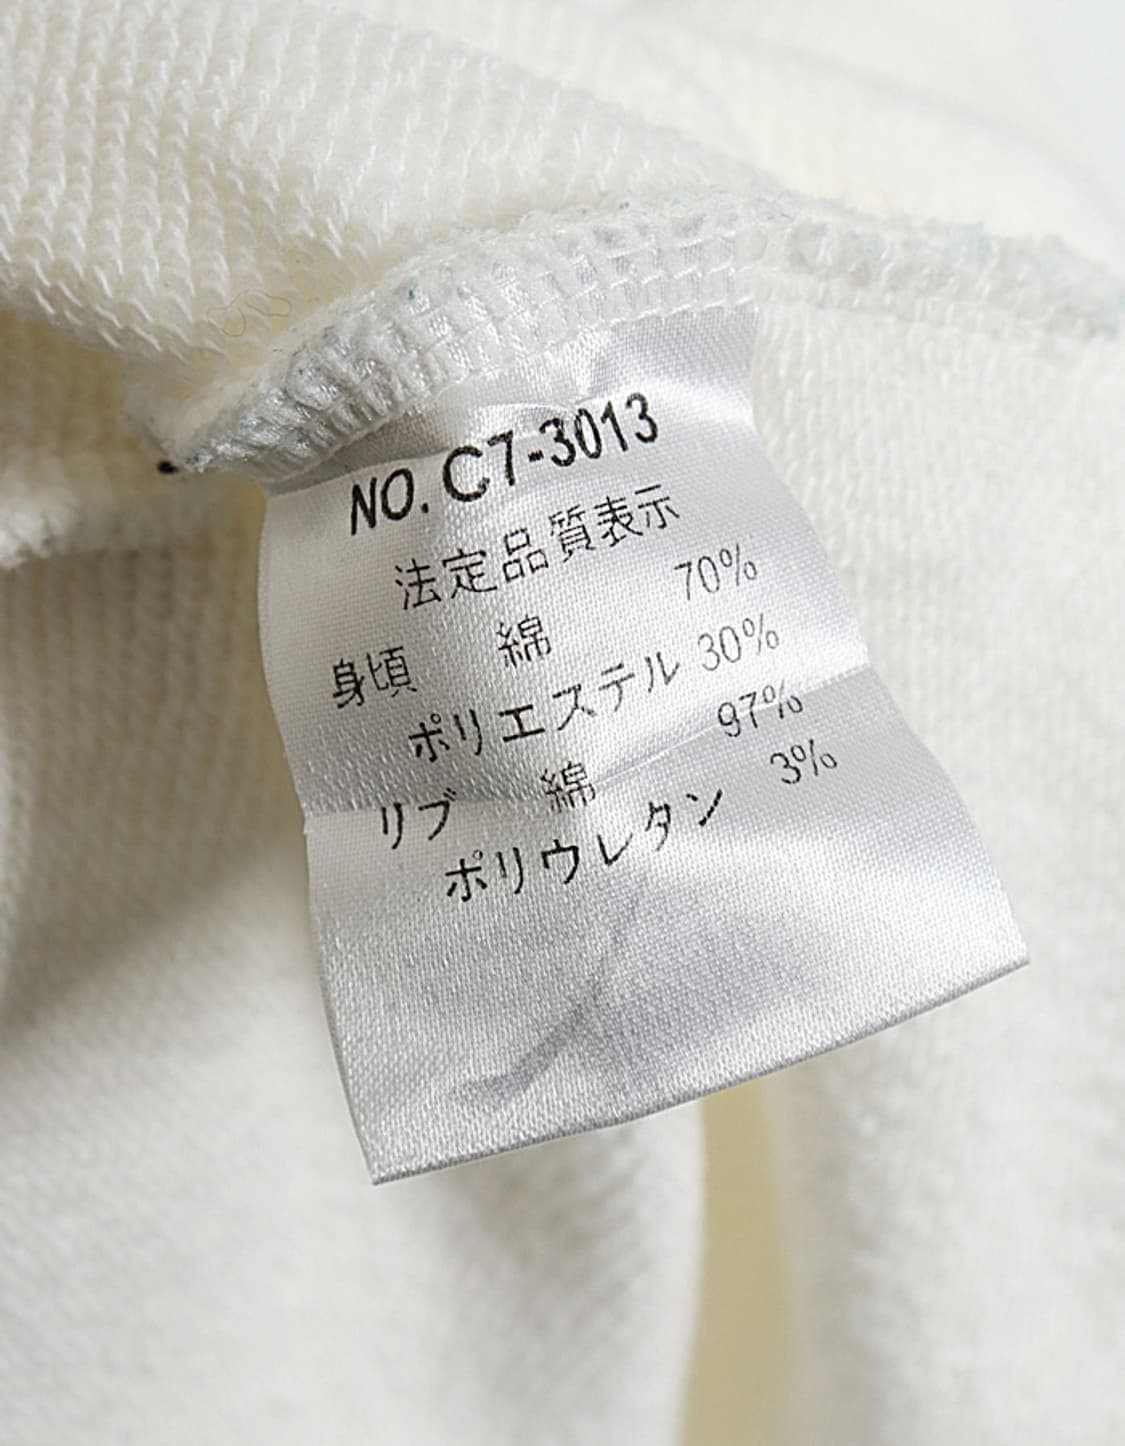 NO. C7-3013
法定品質表示
身頃 綿 70%
ポリエステル 30%
リブ 綿 97%
ポリウレタン 3%